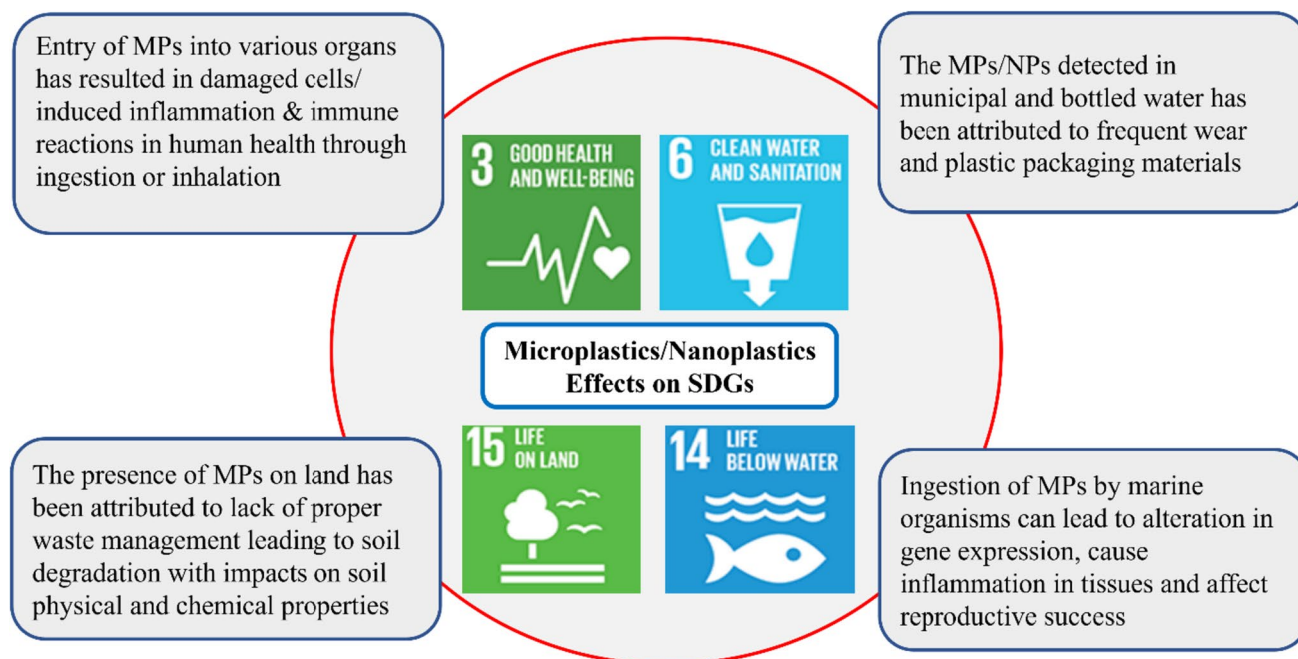 Entry of MPs into various organs
has resulted in damaged cells/
induced inflammation & immune
reactions in human health through
ingestion or inhalation
The MPs/NPs detected in
municipal and bottled water has
been attributed to frequent wear
and plastic packaging materials
3 GOOD HEALTH
AND WELL-BEING
6 CLEAN WATER
AND SANITATION
Microplastics/Nanoplastics
Effects on SDGs
15 LIFE
ON LAND
14 LIFE
BELOW WATER
The presence of MPs on land has
been attributed to lack of proper
waste management leading to soil
degradation with impacts on soil
physical and chemical properties
Ingestion of MPs by marine
organisms can lead to alteration in
gene expression, cause
inflammation in tissues and affect
reproductive success